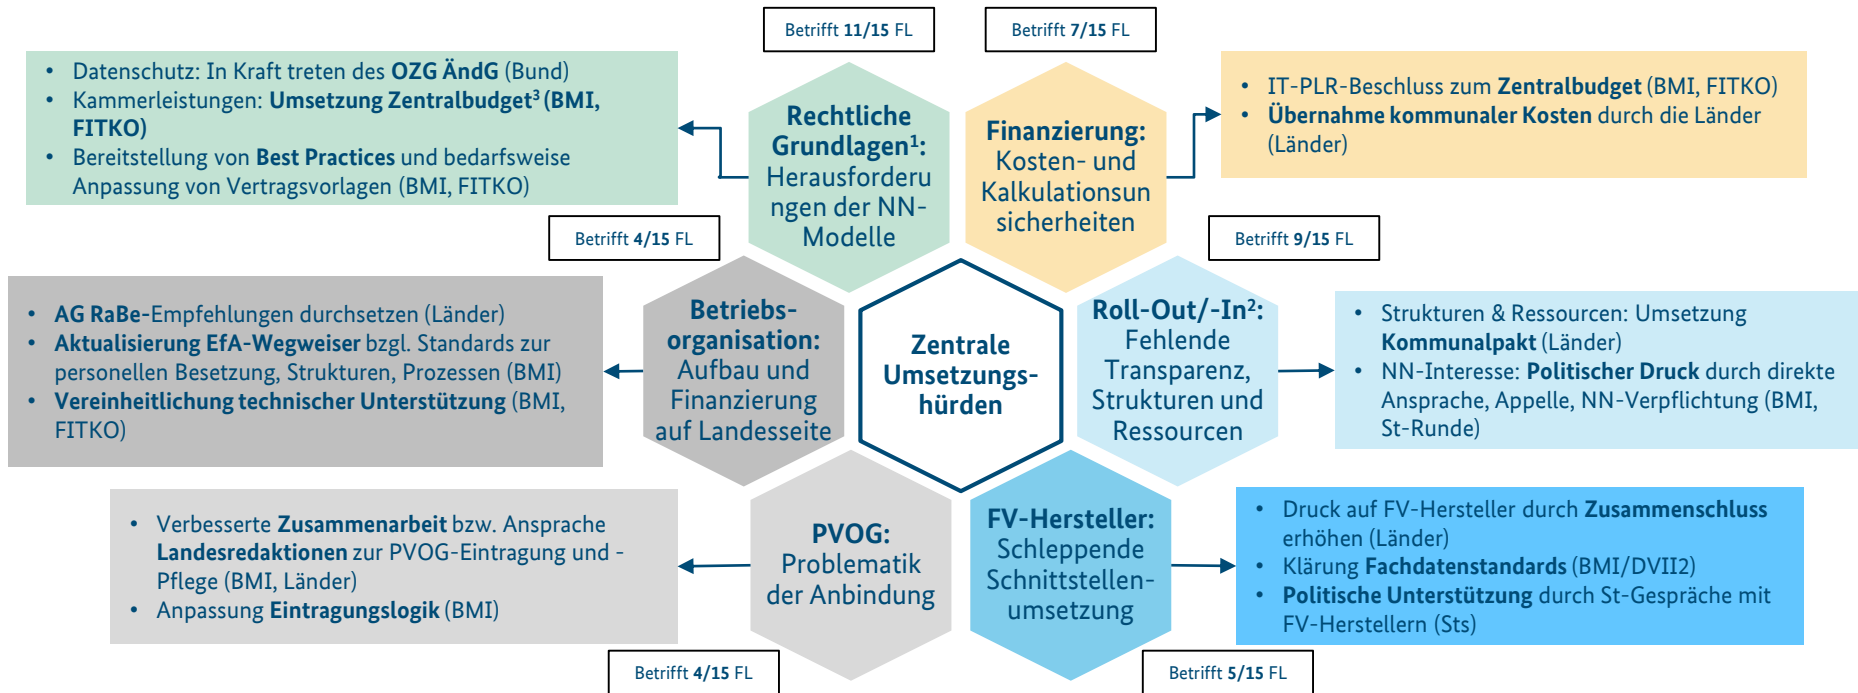 Betrifft 11/15 FL
Betrifft 7/15 FL
• Datenschutz: In Kraft treten des OZG ÄndG (Bund)
• Kammerleistungen: Umsetzung Zentralbudget³ (BMI,
FITKO)
• Bereitstellung von Best Practices und bedarfsweise
Anpassung von Vertragsvorlagen (BMI, FITKO)
Rechtliche
Grundlagen¹:
Herausforderu
ngen der NN-
Modelle
Finanzierung:
Kosten- und
Kalkulationsun
sicherheiten
• IT-PLR-Beschluss zum Zentralbudget (BMI, FITKO)
• Übernahme kommunaler Kosten durch die Länder
(Länder)
Betrifft 4/15 FL
Betrifft 9/15 FL
• AG RaBe-Empfehlungen durchsetzen (Länder)
• Aktualisierung EfA-Wegweiser bzgl. Standards zur
personellen Besetzung, Strukturen, Prozessen (BMI)
• Vereinheitlichung technischer Unterstützung (BMI,
FITKO)
Betriebs-
organisation:
Aufbau und
Finanzierung
auf Landesseite
Zentrale
Umsetzungs-
hürden
Roll-Out/-In²:
Fehlende
Transparenz,
Strukturen und
Ressourcen
• Strukturen & Ressourcen: Umsetzung
Kommunalpakt (Länder)
• NN-Interesse: Politischer Druck durch direkte
Ansprache, Appelle, NN-Verpflichtung (BMI,
St-Runde)
• Verbesserte Zusammenarbeit bzw. Ansprache
Landesredaktionen zur PVOG-Eintragung und -
Pflege (BMI, Länder)
• Anpassung Eintragungslogik (BMI)
PVOG:
Problematik
der Anbindung
FV-Hersteller:
Schleppende
Schnittstellen-
umsetzung
• Druck auf FV-Hersteller durch Zusammenschluss
erhöhen (Länder)
• Klärung Fachdatenstandards (BMI/DVII2)
• Politische Unterstützung durch St-Gespräche mit
FV-Herstellern (Sts)
Betrifft 4/15 FL
Betrifft 5/15 FL